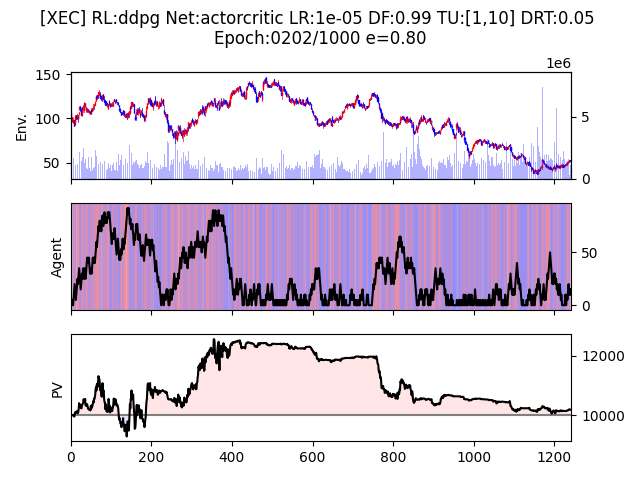 [XEC] RL:ddpg Net:actorcritic LR:1e-05 DF:0.99 TU:[1,10] DRT:0.05
Epoch:0202/1000 e=0.80
1e6
150
100
50
Env.
5
0
Agent
50
0
PV
12000
10000
0 200 400 600 800 1000 1200